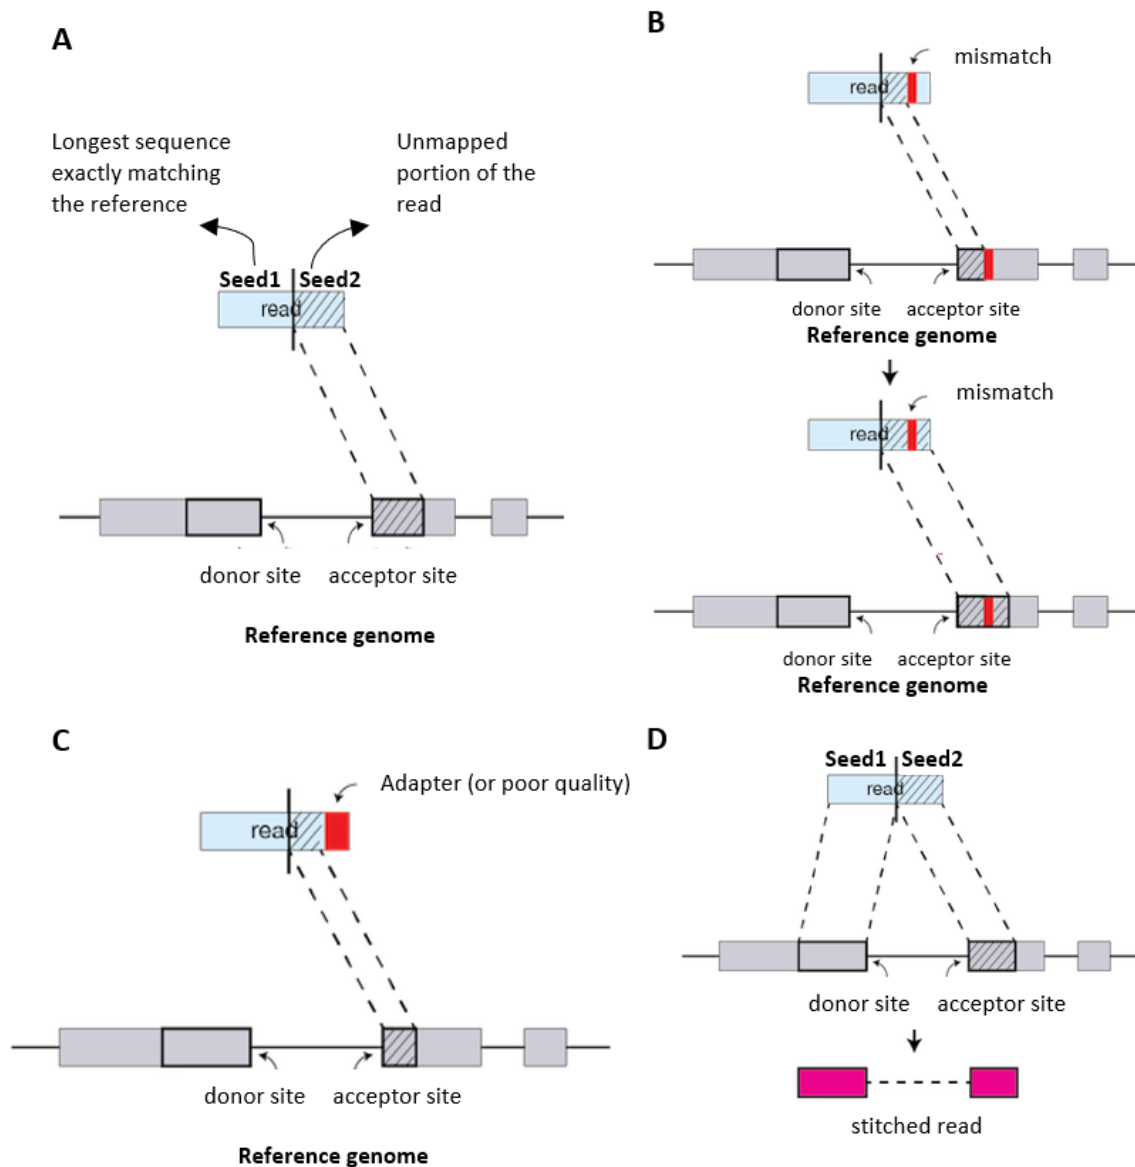 A
Longest sequence
exactly matching
the reference
Unmapped
portion of the
read
Seed1 Seed2
read
donor site acceptor site
Reference genome
B
mismatch
read
donor site acceptor site
Reference genome
mismatch
read
donor site acceptor site
Reference genome
C
Adapter (or poor quality)
read
donor site acceptor site
Reference genome
D
Seed1 Seed2
read
donor site acceptor site
stitched read